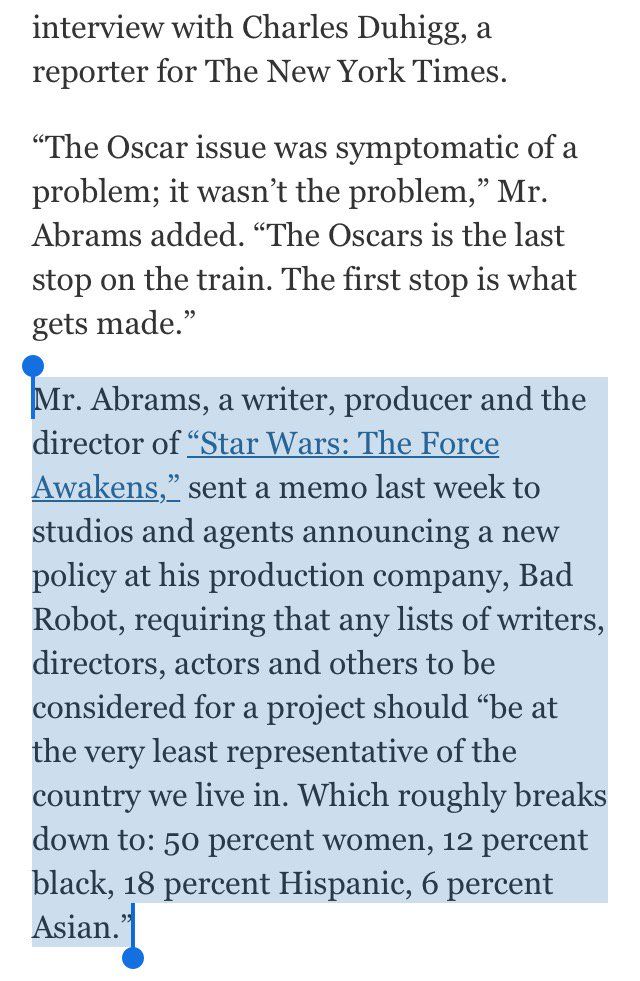 interview with Charles Duhigg, a
reporter for The New York Times.
“The Oscar issue was symptomatic of a
problem; it wasn’t the problem,” Mr.
Abrams added. “The Oscars is the last
stop on the train. The first stop is what
gets made.”
Mr. Abrams, a writer, producer and the
director of “Star Wars: The Force
Awakens,” sent a memo last week to
studios and agents announcing a new
policy at his production company, Bad
Robot, requiring that any lists of writers,
directors, actors and others to be
considered for a project should “be at
the very least representative of the
country we live in. Which roughly breaks
down to: 50 percent women, 12 percent
black, 18 percent Hispanic, 6 percent
Asian.”